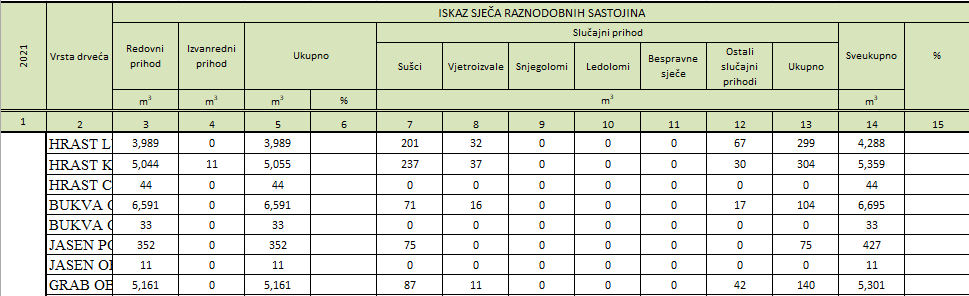 ISKAZ SJEČA RAZNODOBNIH SASTOJINA
2021 Vrsta drveća Redovni prihod Izvanredni prihod Ukupno Slučajni prihod Sveukupno %
Sušci Vjetroizvale Snjegolomi Ledolomi Bespravne sječe Ostali slučajni prihodi Ukupno
m³ m³ m³ % m³ m³
1 2 3 4 5 6 7 8 9 10 11 12 13 14 15
HRAST L 3,989 0 3,989 201 32 0 0 0 67 299 4,288
HRAST K 5,044 11 5,055 237 37 0 0 0 30 304 5,359
HRAST C 44 0 44 0 0 0 0 0 0 0 44
BUKVA O 6,591 0 6,591 71 16 0 0 0 17 104 6,695
BUKVA O 33 0 33 0 0 0 0 0 0 0 33
JASEN PO 352 0 352 75 0 0 0 0 0 75 427
JASEN OB 11 0 11 0 0 0 0 0 0 0 11
GRAB OB 5,161 0 5,161 87 11 0 0 0 42 140 5,301